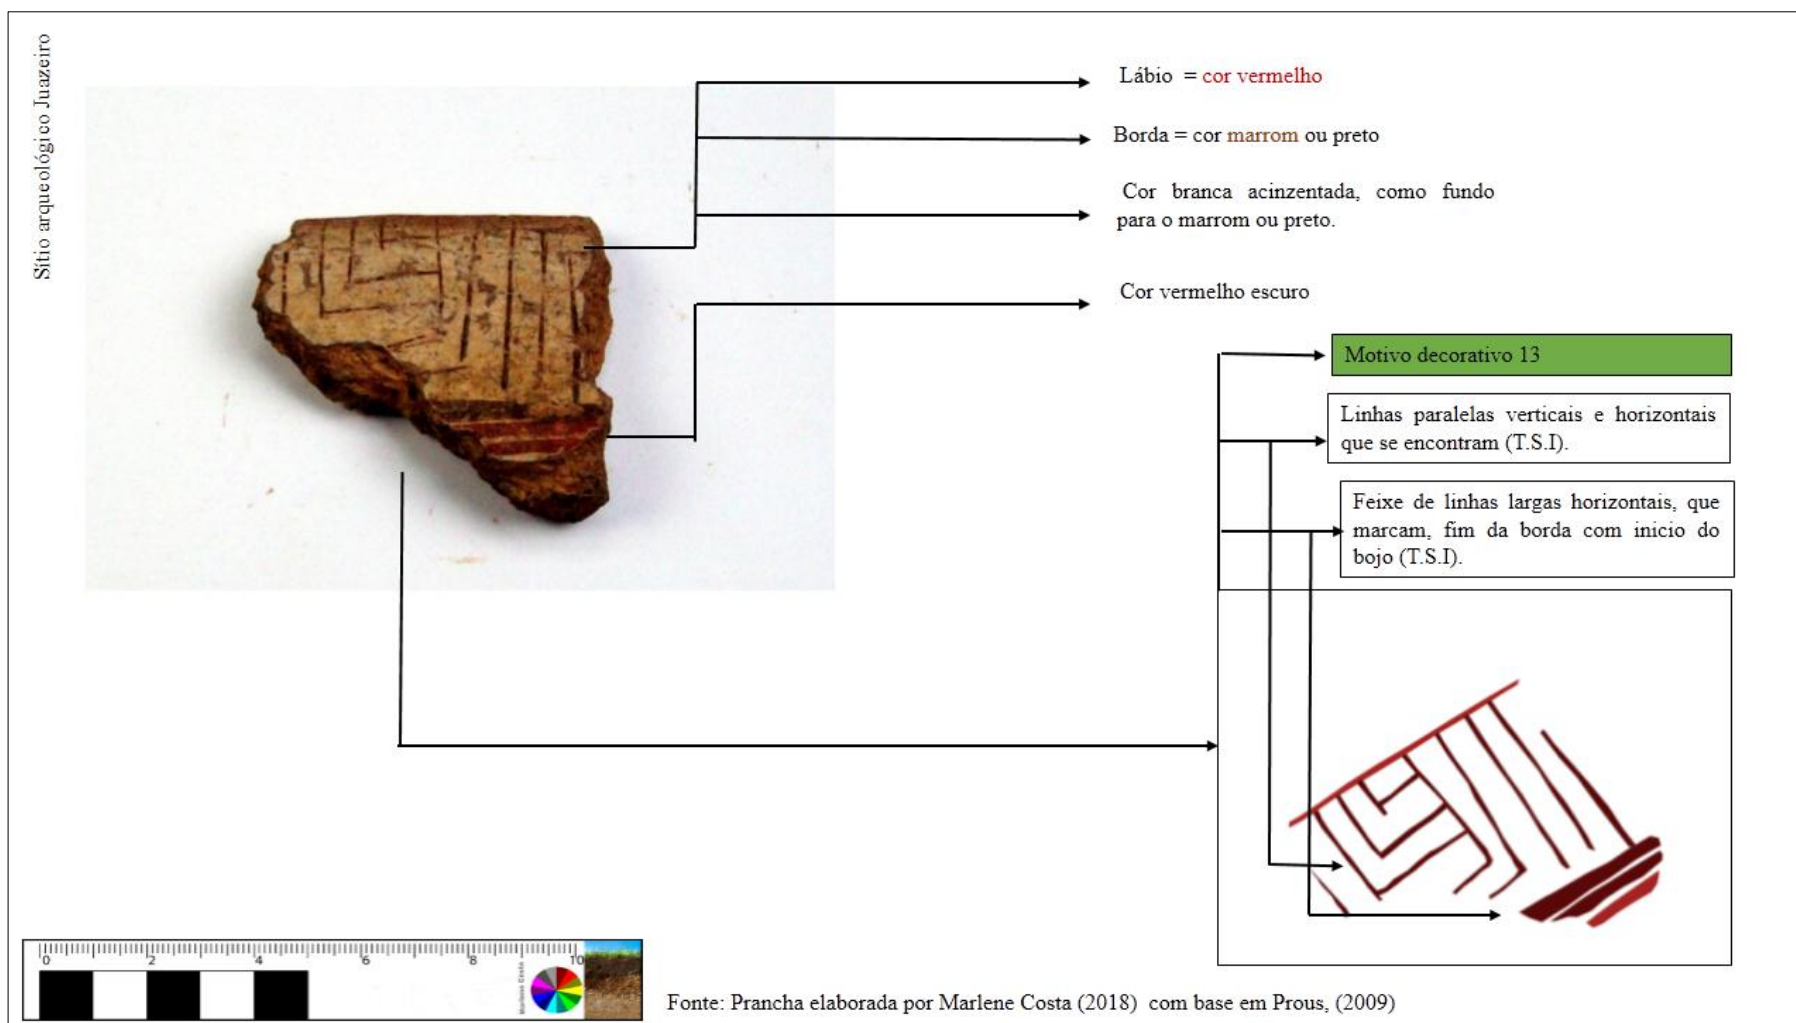 Sítio arqueológico Juazeiro
Lábio = cor vermelho
Borda = cor marrom ou preto
Cor branca acinzentada, como fundo
para o marrom ou preto.
Cor vermelho escuro
Motivo decorativo 13
Linhas paralelas verticais e horizontais
que se encontram (T.S.I).
Feixe de linhas largas horizontais, que
marcam, fim da borda com inicio do
bojo (T.S.I).
0 2 4 6 8 10
Marlene Costa
Fonte: Prancha elaborada por Marlene Costa (2018) com base em Prous, (2009)